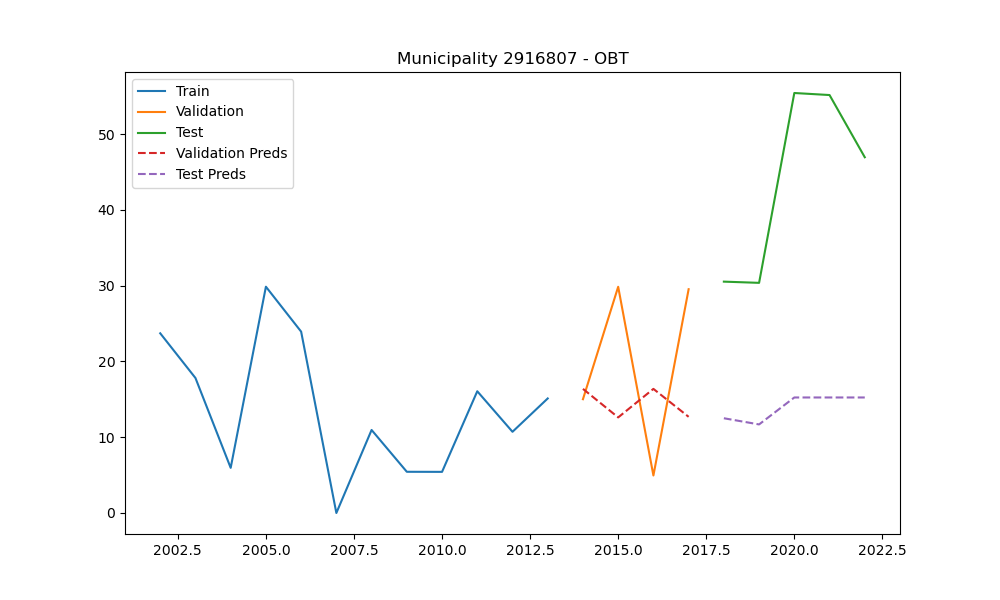 Municipality 2916807 - OBT
Train
Validation
Test
Validation Preds
Test Preds
50
40
30
20
10
0
2002.5 2005.0 2007.5 2010.0 2012.5 2015.0 2017.5 2020.0 2022.5